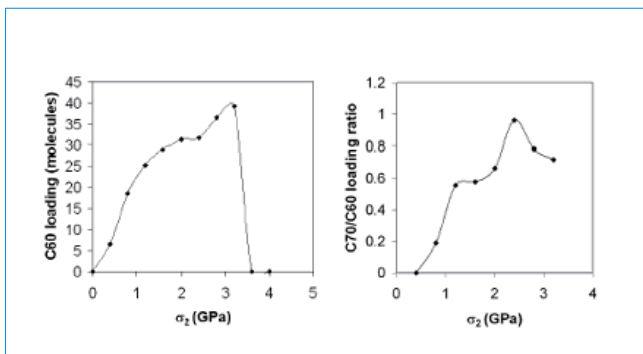 C60 loading (molecules)
45
40
35
30
25
20
15
10
5
0
0 1 2 3 4 5
σ2 (GPa)
C70/C60 loading ratio
1.2
1
0.8
0.6
0.4
0.2
0
0 1 2 3 4
σ2 (GPa)